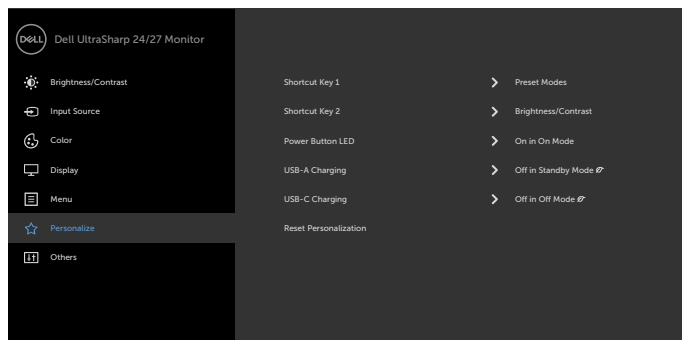 DELL Dell UltraSharp 24/27 Monitor
Brightness/Contrast
Input Source
Color
Display
Menu
Personalize
Others
Shortcut Key 1 Preset Modes
Shortcut Key 2 Brightness/Contrast
Power Button LED On in On Mode
USB-A Charging Off in Standby Mode
USB-C Charging Off in Off Mode
Reset Personalization